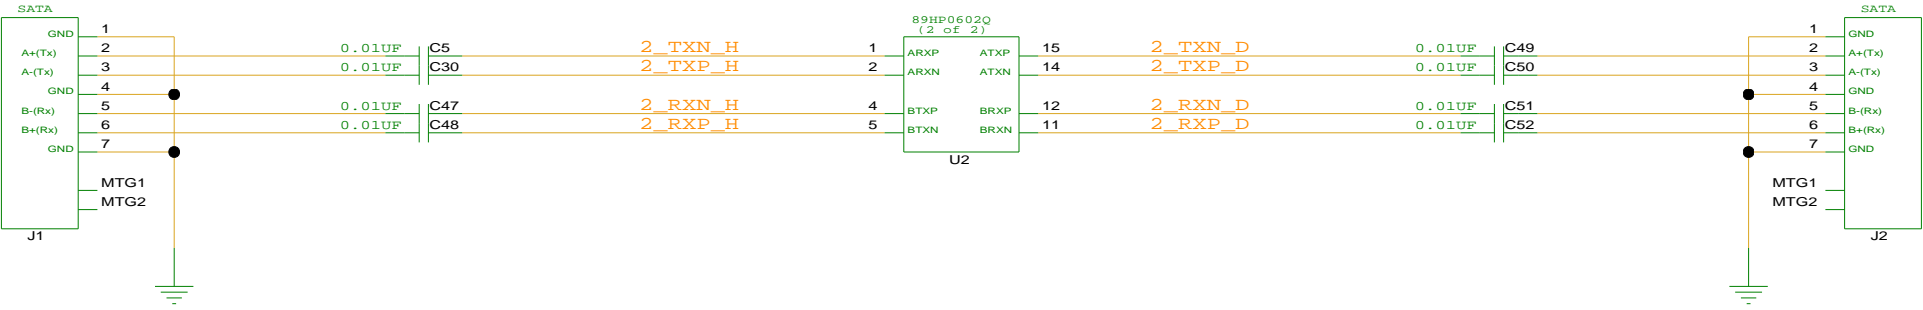 SATA
GND 1
A+(Tx) 2
A-(Tx) 3
GND 4
B-(Rx) 5
B+(Rx) 6
GND 7
MTG1
MTG2
J1
0.01UF C5 2_TXN_H
0.01UF C30 2_TXP_H
0.01UF C47 2_RXN_H
0.01UF C48 2_RXP_H
89HP0602Q
(2 of 2)
1 ARXP ATXP 15
2 ARXN ATXN 14
4 BTXP BRXP 12
5 BTXN BRXN 11
U2
2_TXN_D 0.01UF C49
2_TXP_D 0.01UF C50
2_RXN_D 0.01UF C51
2_RXP_D 0.01UF C52
SATA
1 GND
2 A+(Tx)
3 A-(Tx)
4 GND
5 B-(Rx)
6 B+(Rx)
7 GND
MTG1
MTG2
J2